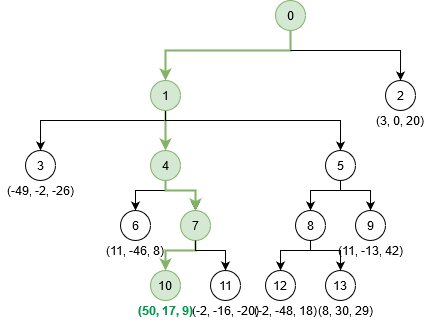 0
1
2
(3, 0, 20)
3
4
5
(-49, -2, -26)
6
7
8
9
(11, -46, 8)
(11, -13, 42)
10
11
12
13
(50, 17, 9)
(-2, -16, -20)
(-2, -48, 18)
(8, 30, 29)